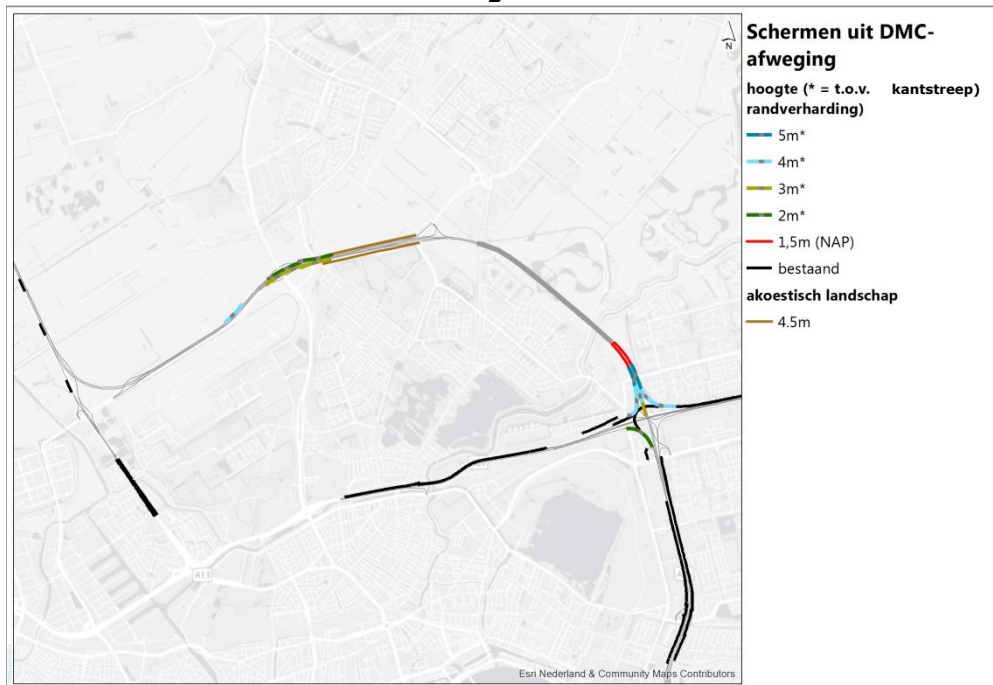 N
Schermen uit DMC-
afweging
hoogte (* = t.o.v. kantstreep)
randverharding)
5m*
4m*
3m*
2m*
1,5m (NAP)
bestaand
akoestisch landschap
4.5m
A13
Esri Nederland & Community Maps Contributors